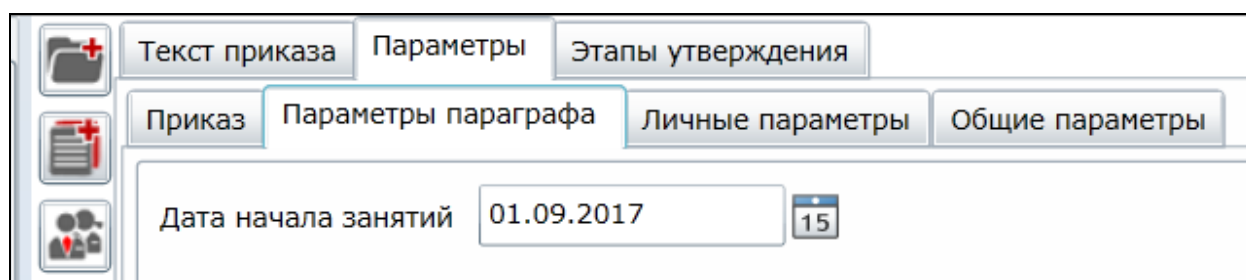 Текст приказа Параметры Этапы утверждения
Приказ Параметры параграфа Личные параметры Общие параметры
Дата начала занятий 01.09.2017 15